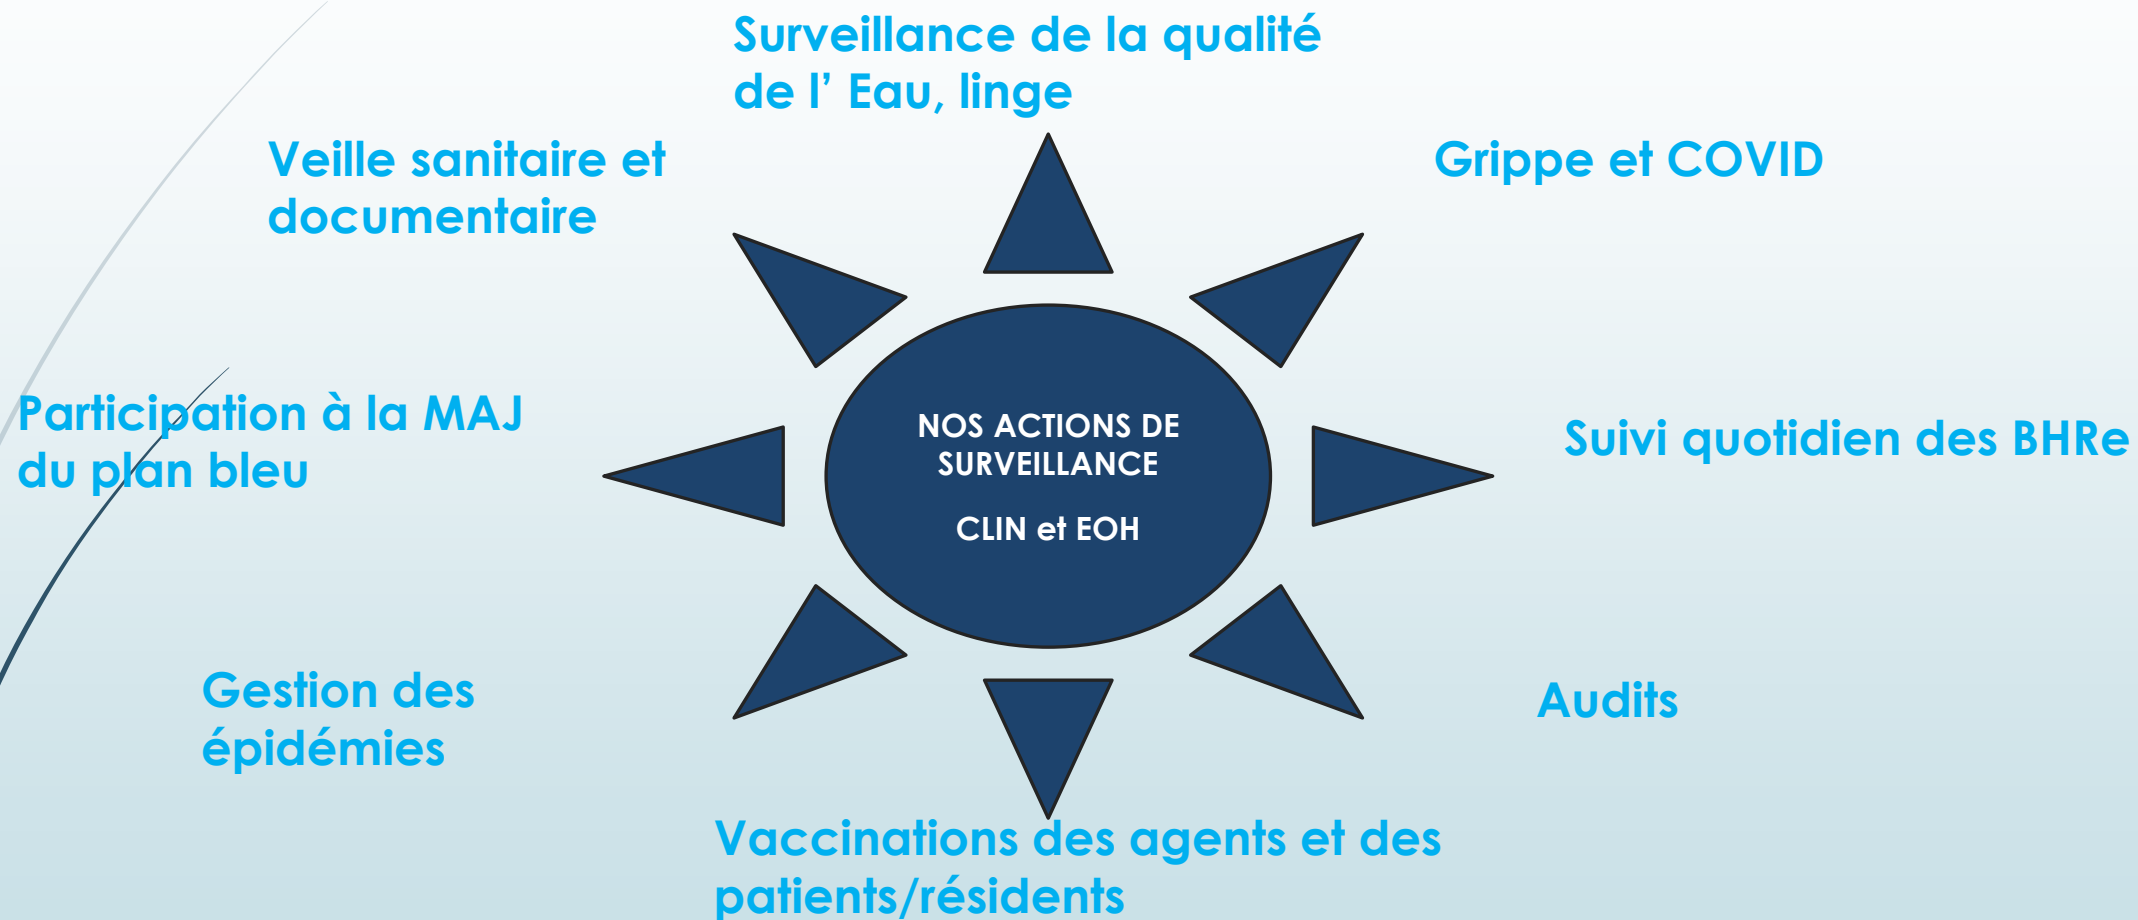 Surveillance de la qualité
de l’ Eau, linge
Veille sanitaire et
documentaire
Grippe et COVID
Participation à la MAJ
du plan bleu
NOS ACTIONS DE
SURVEILLANCE
CLIN et EOH
Suivi quotidien des BHRe
Gestion des
épidémies
Audits
Vaccinations des agents et des
patients/résidents